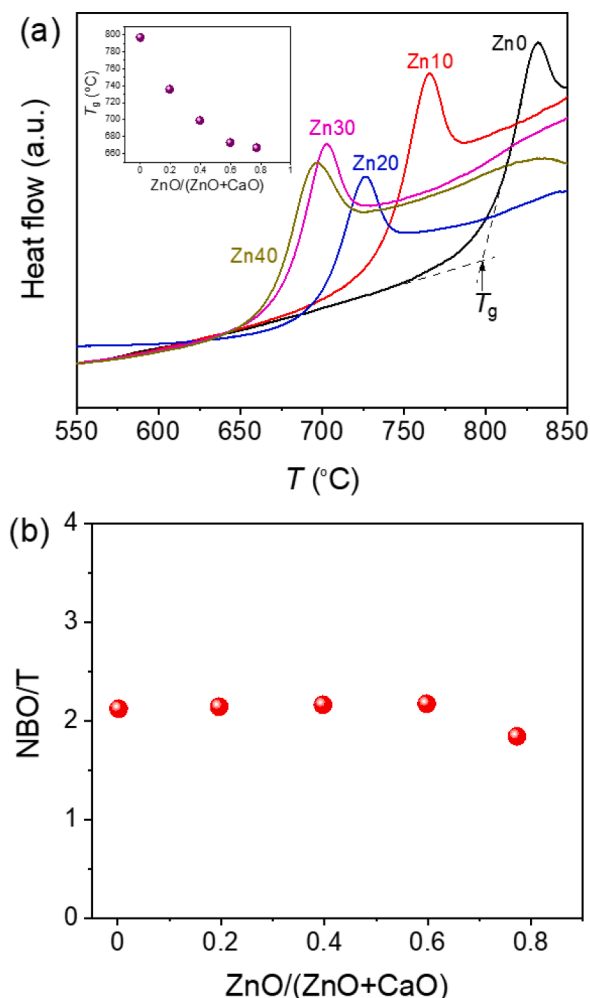 (a)
800
780
760
740
720
700
680
660
T_g (°C)
0 0.2 0.4 0.6 0.8 1
ZnO/(ZnO+CaO)
Zn0
Zn10
Zn30
Zn20
Zn40
T_g
Heat flow (a.u.)
550 600 650 700 750 800 850
T (°C)
(b)
4
3
2
1
0
NBO/T
0 0.2 0.4 0.6 0.8
ZnO/(ZnO+CaO)